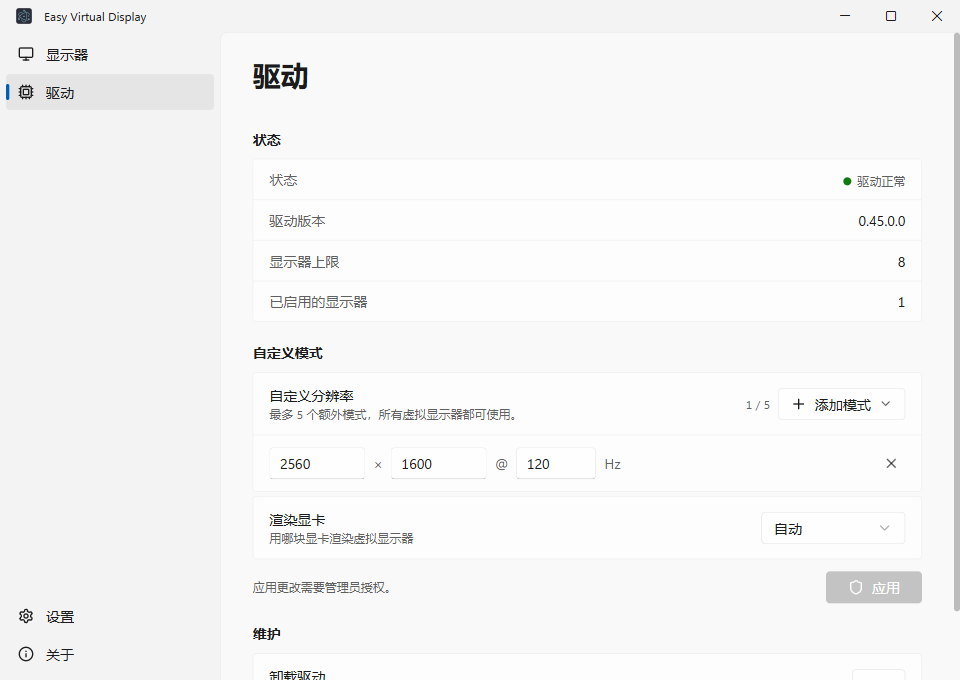 Easy Virtual Display
显示器
驱动
驱动
状态
状态
驱动正常
驱动版本
0.45.0.0
显示器上限
8
已启用的显示器
1
自定义模式
自定义分辨率
最多 5 个额外模式，所有虚拟显示器都可使用。
1 / 5
添加模式
2560 × 1600 @ 120 Hz
渲染显卡
用哪块显卡渲染虚拟显示器
自动
应用更改需要管理员授权。
应用
维护
卸载驱动
设置
关于